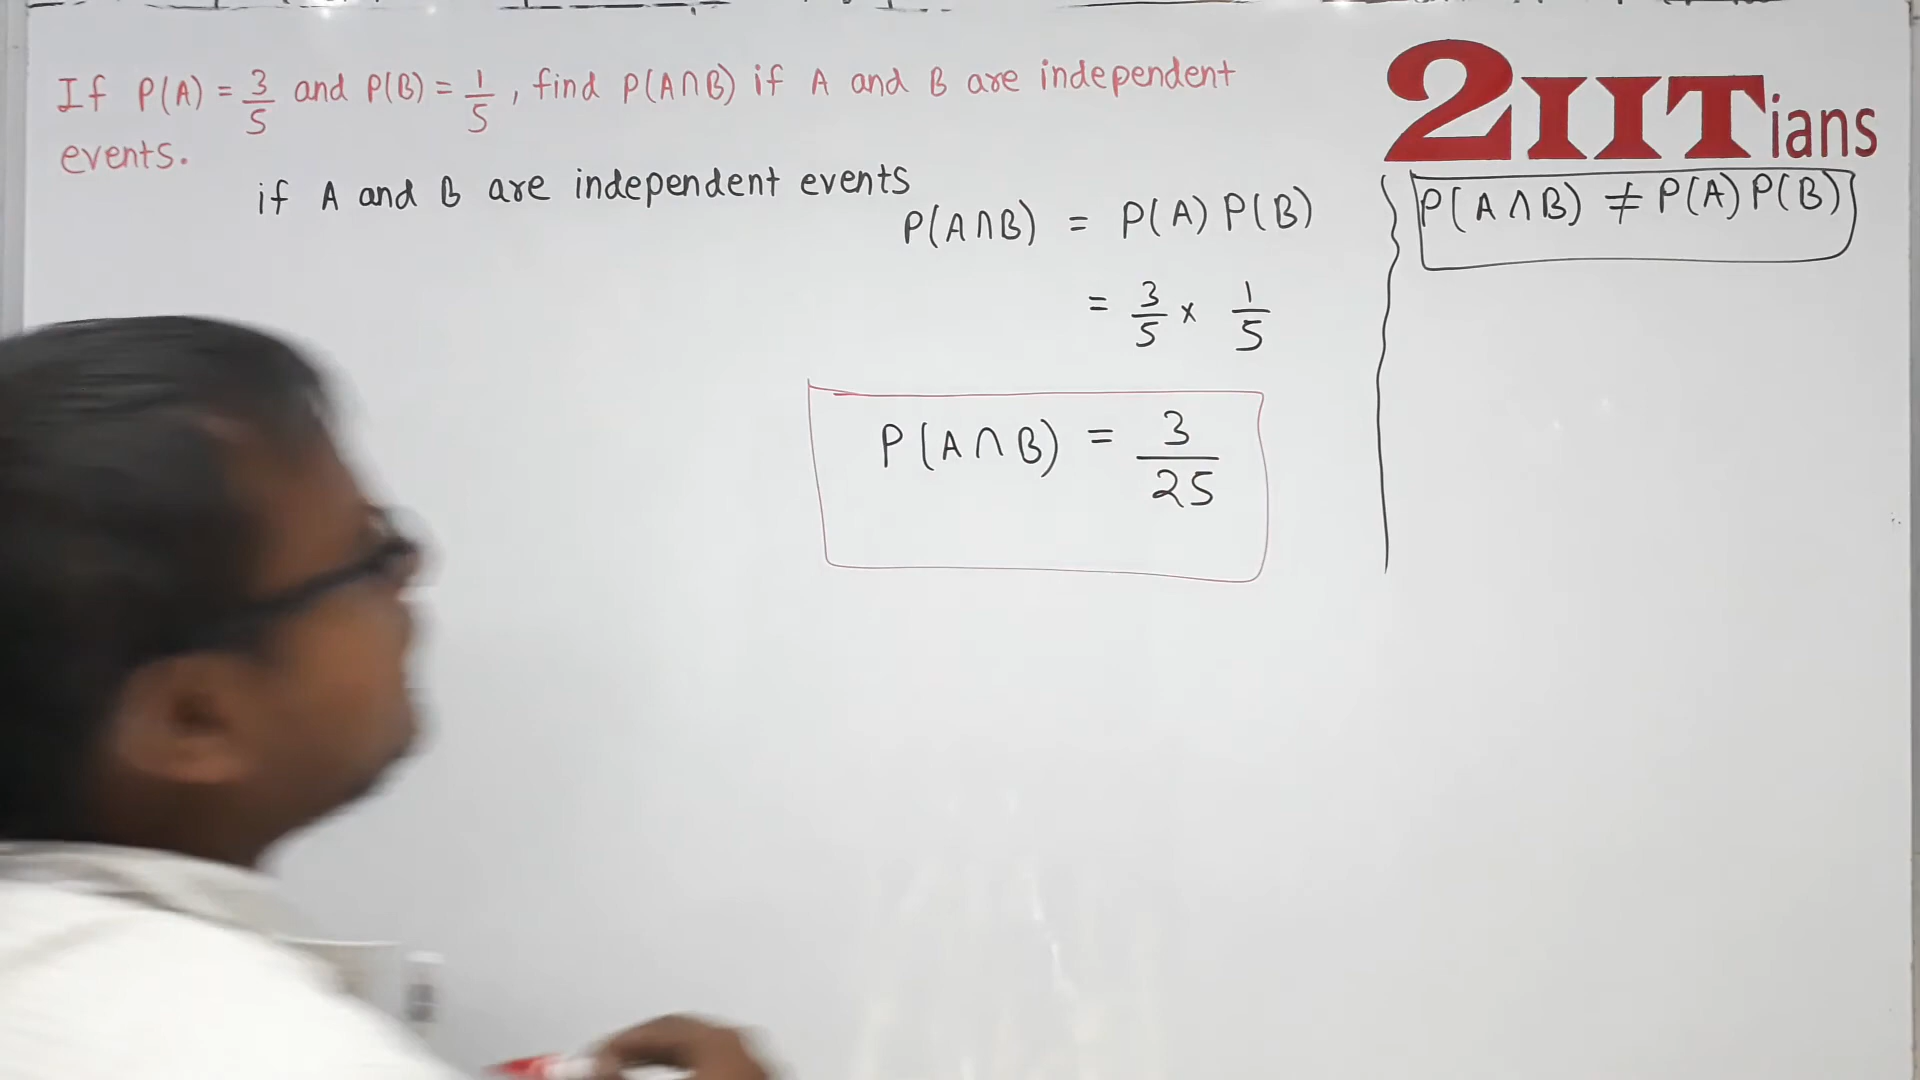 If P(A) = 3/5 and P(B) = 1/5, find P(A∩B) if A and B are independent
events.
if A and B are independent events
P(A∩B) = P(A) P(B)
= 3/5 × 1/5
P(A∩B) = 3/25
2IITians
P(A∩B) ≠ P(A) P(B)